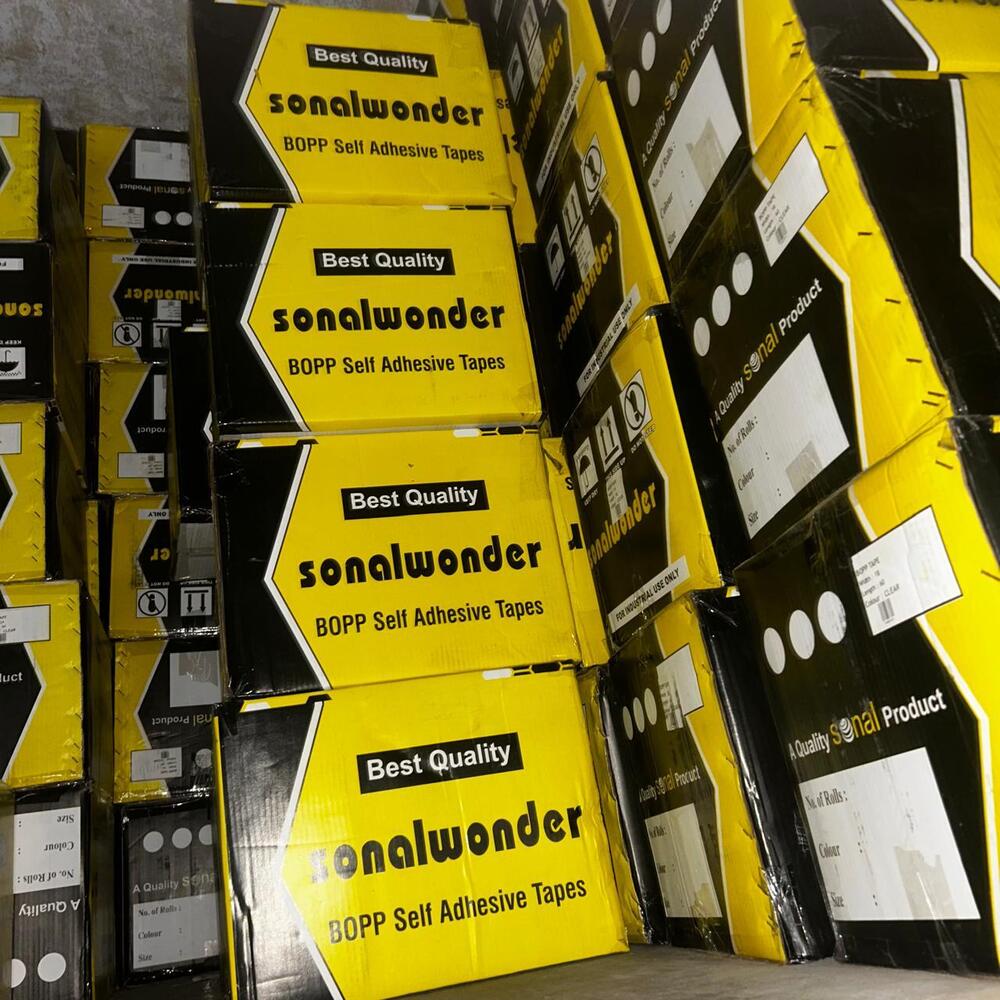 Best Quality
sonalwonder
BOPP Self Adhesive Tapes
Best Quality
sonalwonder
BOPP Self Adhesive Tapes
Best Quality
sonalwonder
BOPP Self Adhesive Tapes
Best Quality
sonalwonder
BOPP Self Adhesive Tapes
sonalwonder
FOR INDUSTRIAL USE ONLY
sonalwonder
FOR INDUSTRIAL USE ONLY
A Quality sonal Product
No. of Rolls :
Colour :
Size :
A Quality sonal Product
No. of Rolls :
Colour :
Size :
BOPP TAPE
Colour : CLEAR
A Quality sonal Product
No. of Rolls :
Colour :
Size :
A Quality sonal Product
Size :
Colour :
No. of Rolls :
A Quality
A Quality sona
No. of Rolls :
Colour :
Size :